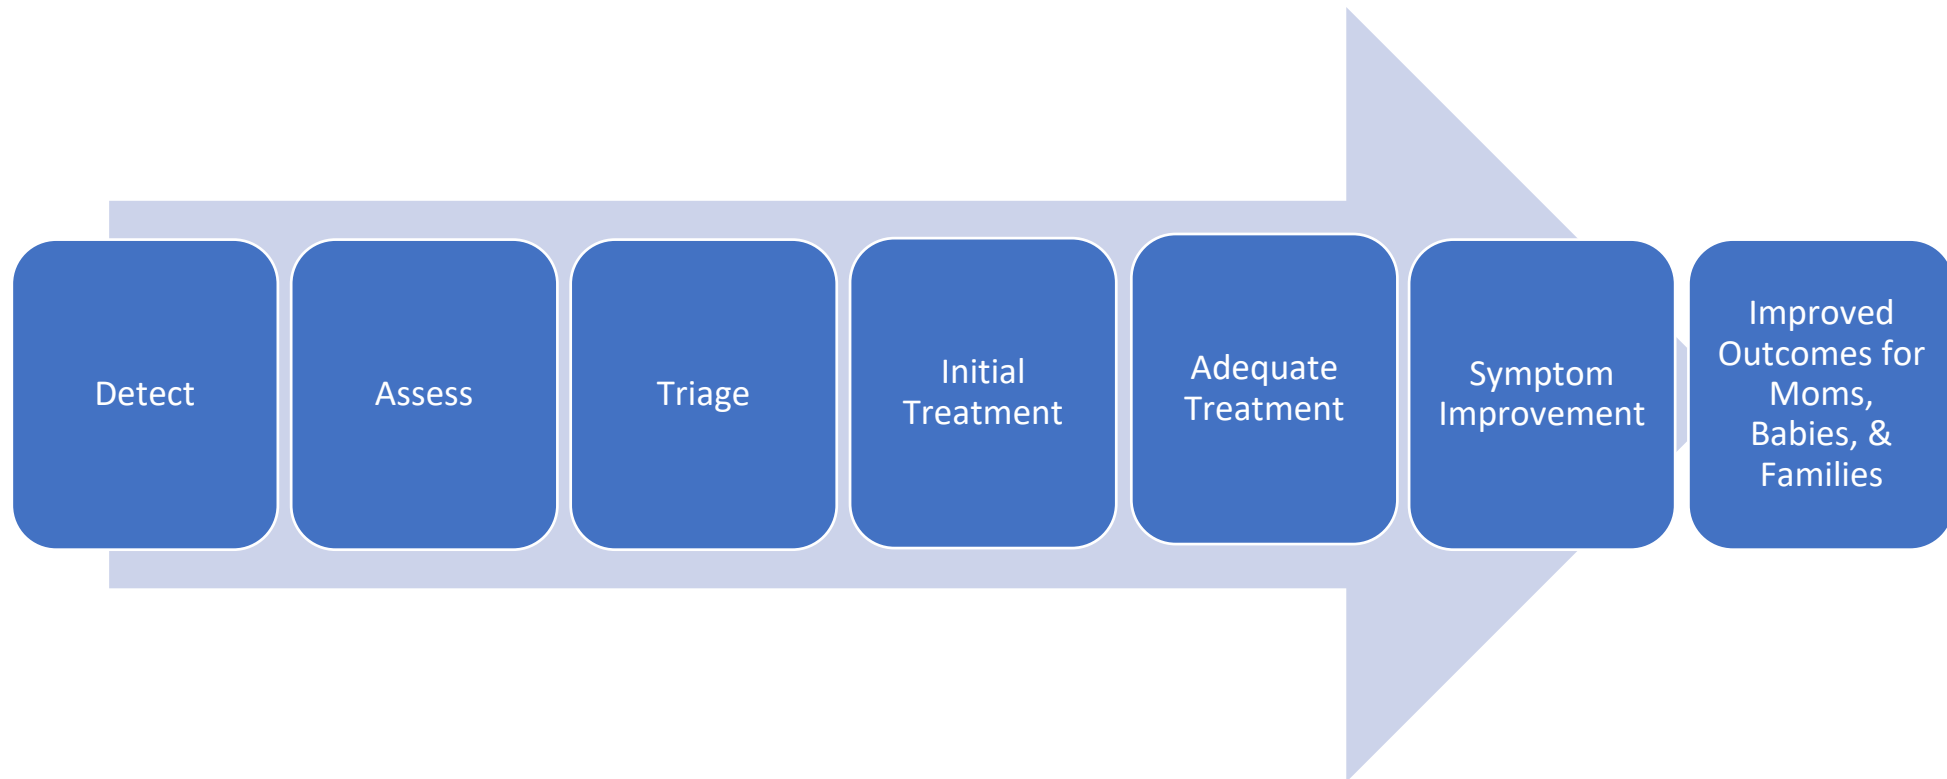 Detect
Assess
Triage
Initial
Treatment
Adequate
Treatment
Symptom
Improvement
Improved
Outcomes for
Moms,
Babies, &
Families